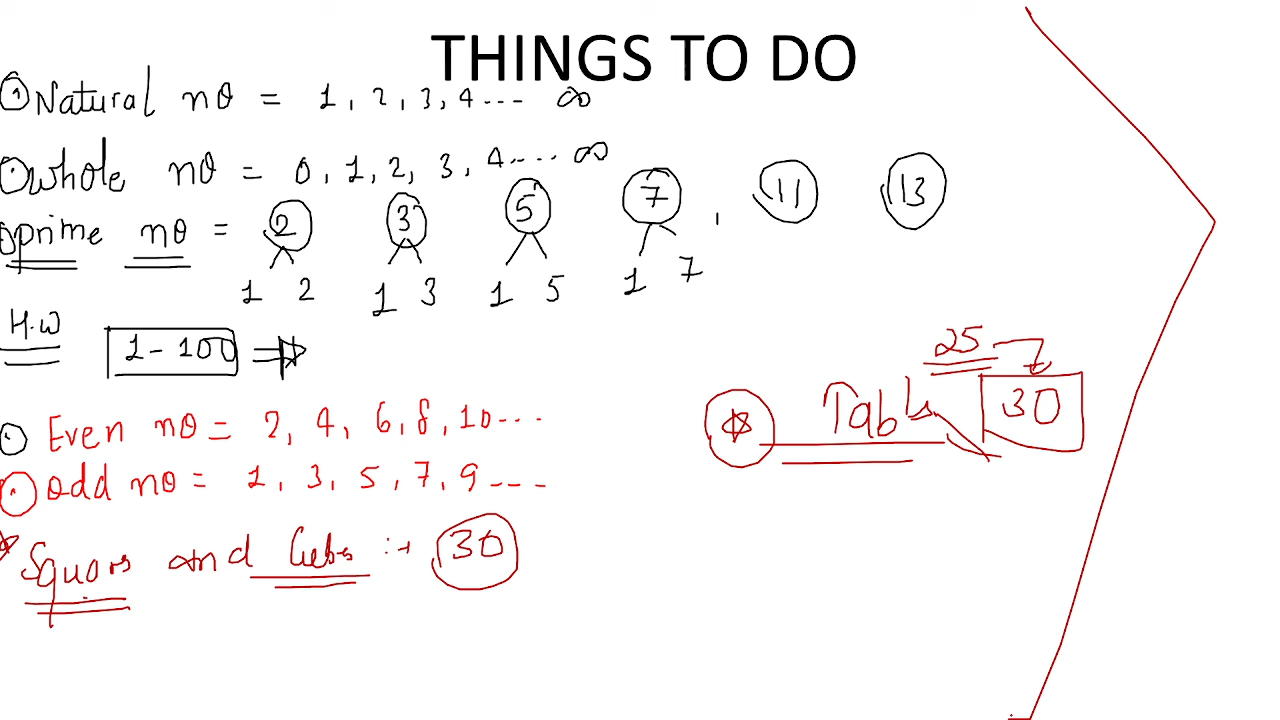 THINGS TO DO
Natural no = 1, 2, 3, 4 --- ∞
whole no = 0, 1, 2, 3, 4 ---- ∞
prime no = 2 3 5 7, 11 13
1 2 1 3 1 5 1 7
H.W
1 - 100 ⇒
25
Table 30
Even no = 2, 4, 6, 8, 10 ---
odd no = 1, 3, 5, 7, 9 ---
Squars and Cubes :→ 30